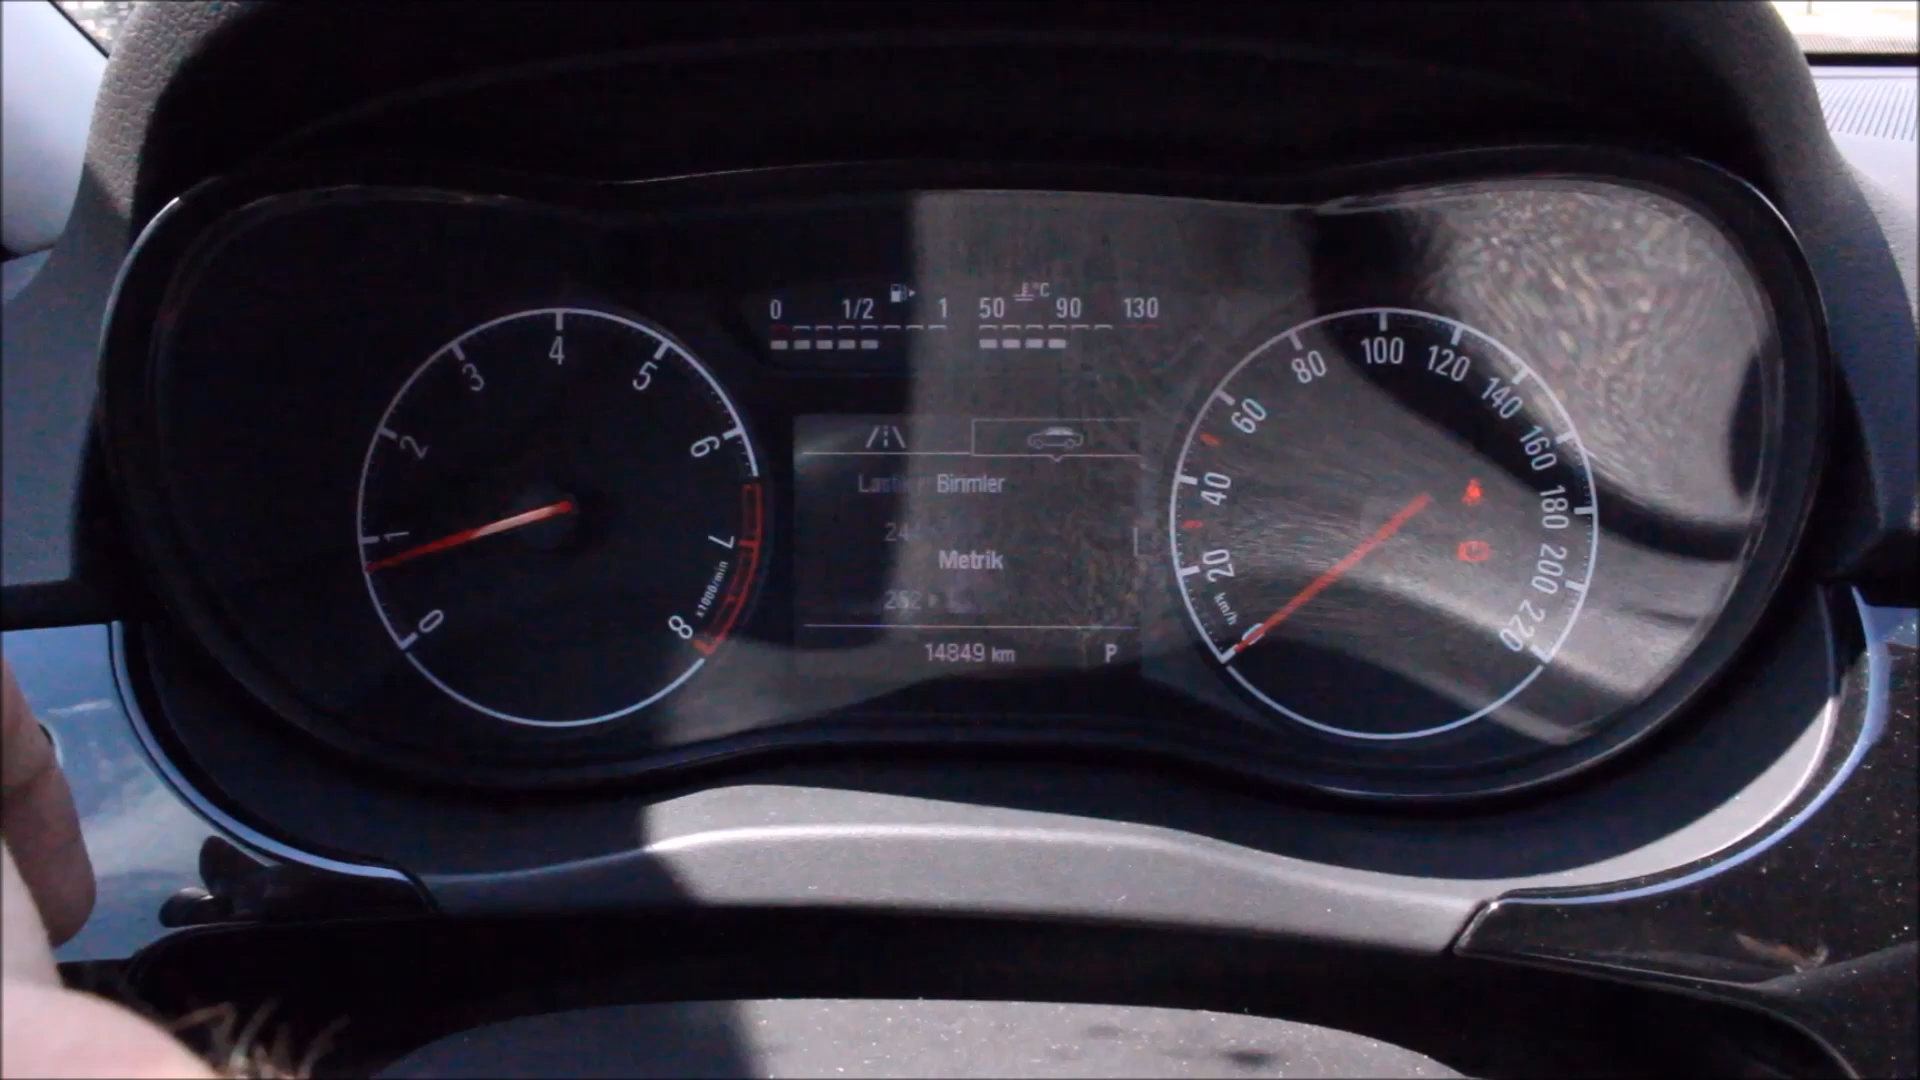 0 1/2 1 50 °C 90 130
0 1 2 3 4 5 6 7 8
x1000/min
Birimler
Metrik
14849 km P
0 20 40 60 80 100 120 140 160 180 200 220
km/h